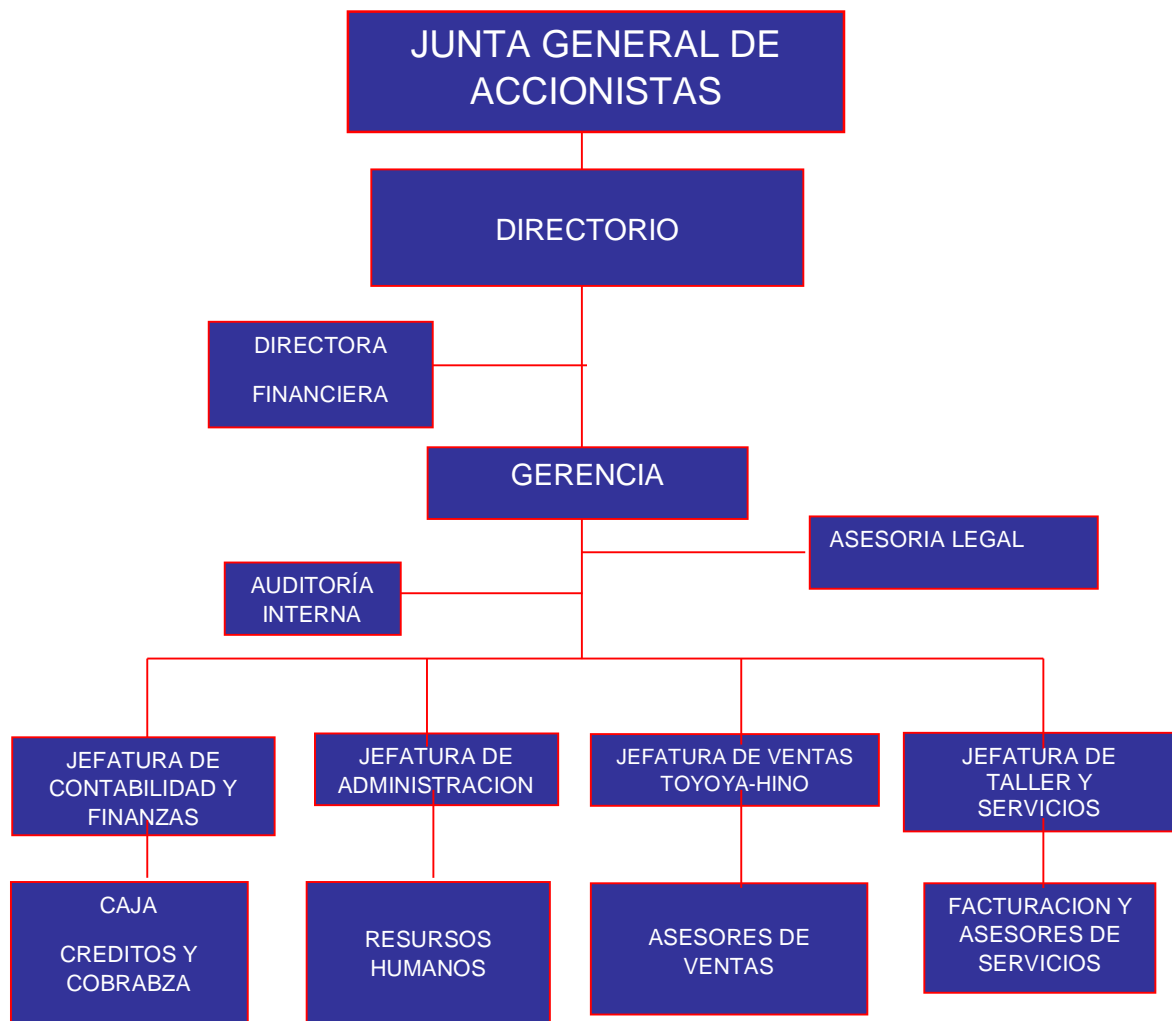 JUNTA GENERAL DE
ACCIONISTAS
DIRECTORIO
DIRECTORA
FINANCIERA
GERENCIA
ASESORIA LEGAL
AUDITORÍA
INTERNA
JEFATURA DE
CONTABILIDAD Y
FINANZAS
JEFATURA DE
ADMINISTRACION
JEFATURA DE VENTAS
TOYOYA-HINO
JEFATURA DE
TALLER Y
SERVICIOS
CAJA
CREDITOS Y
COBRABZA
RESURSOS
HUMANOS
ASESORES DE
VENTAS
FACTURACION Y
ASESORES DE
SERVICIOS